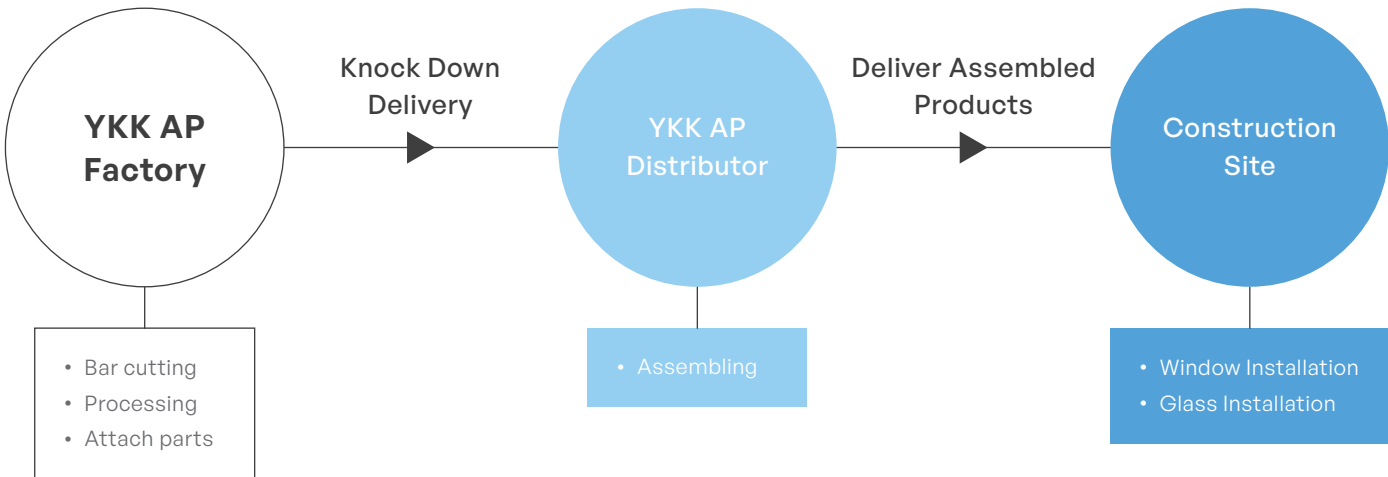 YKK AP
Factory
Knock Down
Delivery
YKK AP
Distributor
Deliver Assembled
Products
Construction
Site
• Bar cutting
• Processing
• Attach parts
• Assembling
• Window Installation
• Glass Installation